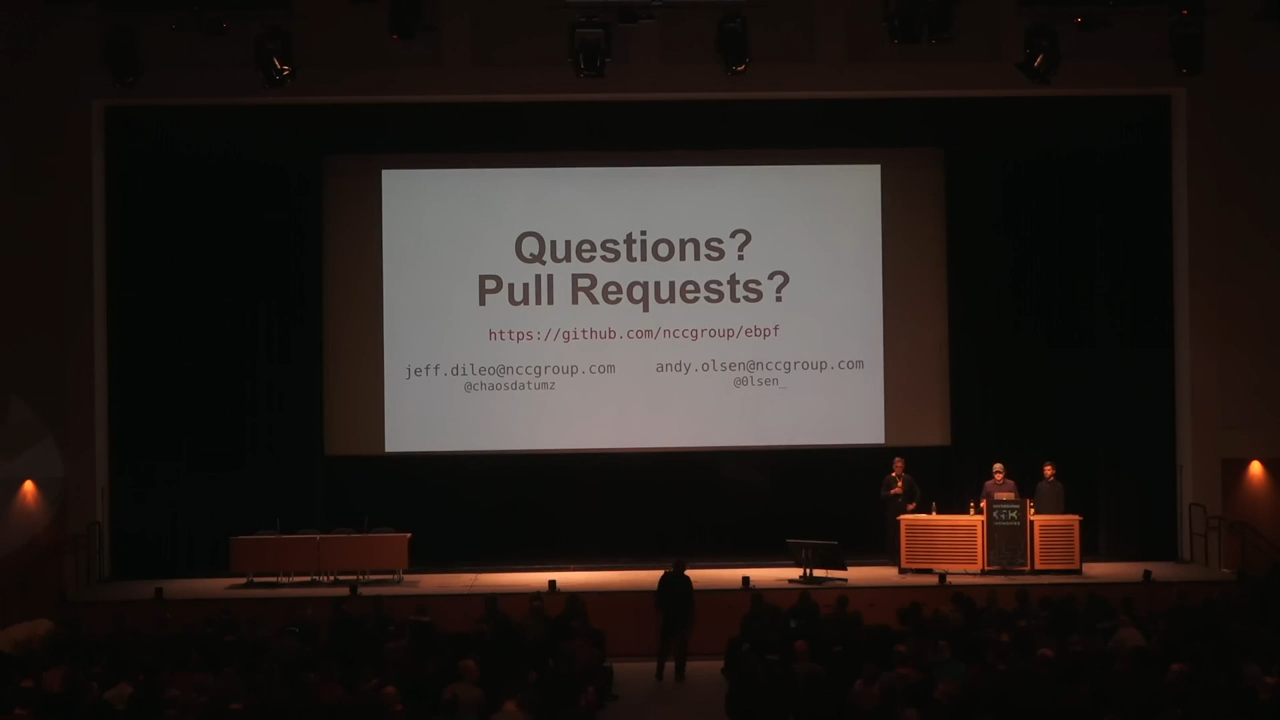 Questions?
Pull Requests?
https://github.com/nccgroup/ebpf
jeff.dileo@nccgroup.com andy.olsen@nccgroup.com
@chaosdatumz @0lsen_